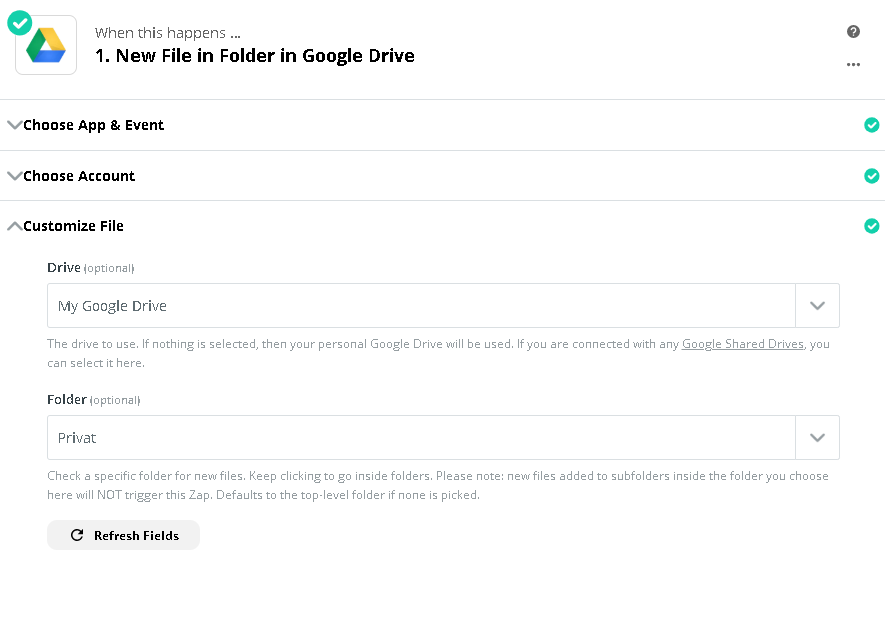 When this happens ...
1. New File in Folder in Google Drive
Choose App & Event
Choose Account
Customize File
Drive (optional)
My Google Drive
The drive to use. If nothing is selected, then your personal Google Drive will be used. If you are connected with any Google Shared Drives, you
can select it here.
Folder (optional)
Privat
Check a specific folder for new files. Keep clicking to go inside folders. Please note: new files added to subfolders inside the folder you choose
here will NOT trigger this Zap. Defaults to the top-level folder if none is picked.
Refresh Fields